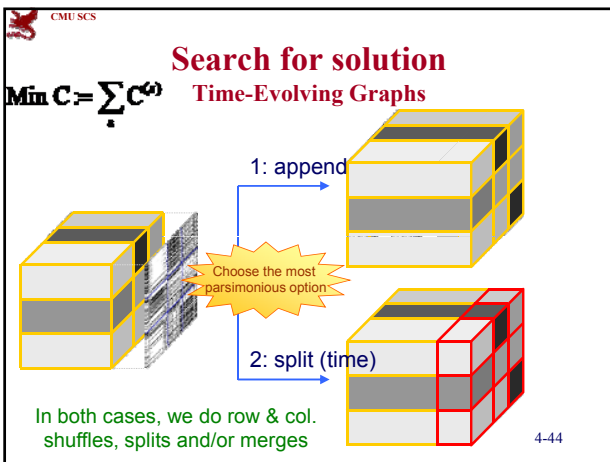 CMU SCS
Search for solution
Time-Evolving Graphs
Min C := ∑ C^(s)
s
1: append
Choose the most
parsimonious option
2: split (time)
In both cases, we do row & col.
shuffles, splits and/or merges
4-44